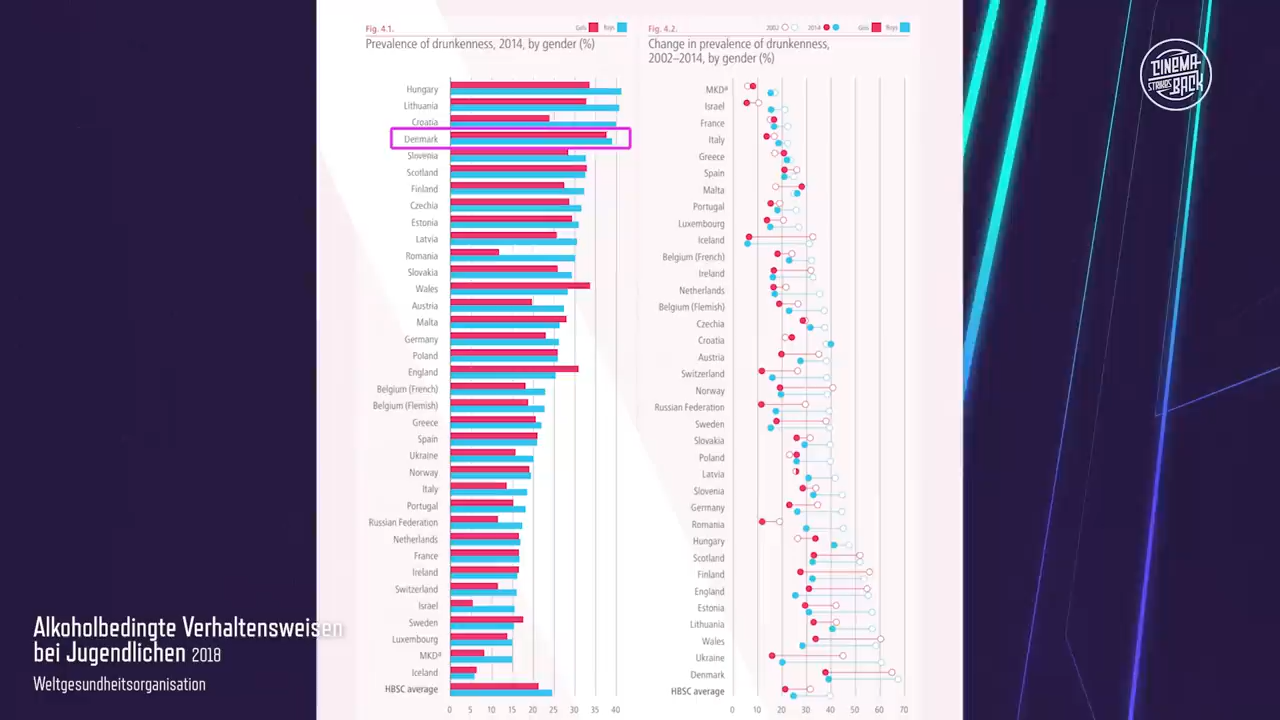 Fig. 4.1.
Girls
Boys
Prevalence of drunkenness, 2014, by gender (%)
Hungary
Lithuania
Croatia
Denmark
Slovenia
Scotland
Finland
Czechia
Estonia
Latvia
Romania
Slovakia
Wales
Austria
Malta
Germany
Poland
England
Belgium (French)
Belgium (Flemish)
Greece
Spain
Ukraine
Norway
Italy
Portugal
Russian Federation
Netherlands
France
Ireland
Switzerland
Israel
Sweden
Luxembourg
MKDª
Iceland
HBSC average
0 10 20 30 40
Fig. 4.2.
2002
2014
Girls
Boys
Change in prevalence of drunkenness,
2002–2014, by gender (%)
MKDª
Israel
France
Italy
Greece
Spain
Malta
Portugal
Luxembourg
Iceland
Belgium (French)
Ireland
Netherlands
Belgium (Flemish)
Czechia
Croatia
Austria
Switzerland
Norway
Russian Federation
Sweden
Slovakia
Poland
Latvia
Slovenia
Germany
Romania
Hungary
Scotland
Finland
England
Estonia
Lithuania
Wales
Ukraine
Denmark
HBSC average
0 10 20 30 40 50 60 70
CINEMA
STRIKES
BACK
Alkoholbedingte Verhaltensweisen
bei Jugendlichen 2018
Weltgesundheitsorganisation